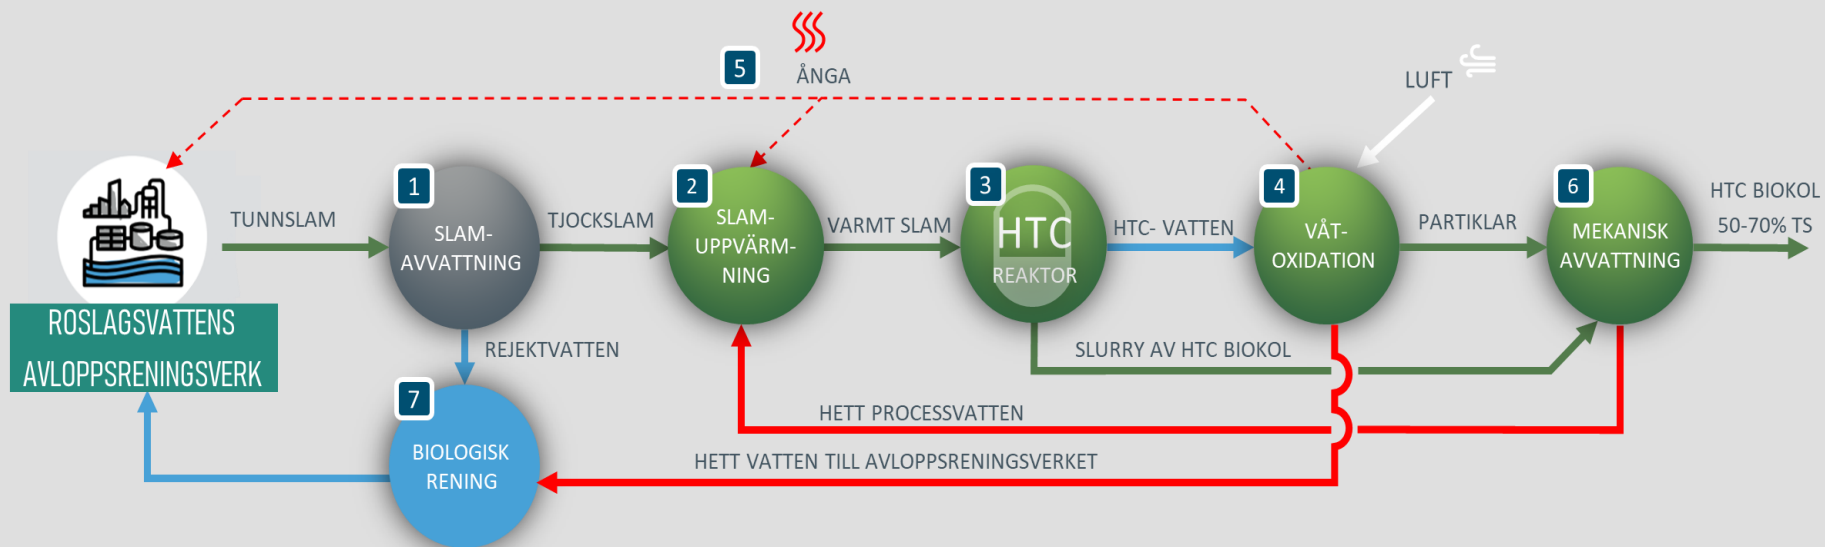 5
ÅNGA
LUFT
1
2
3
4
6
TUNNSLAM
SLAM-
AVVATTNING
TJOCKSLAM
SLAM-
UPPVÄRM-
NING
VARMT SLAM
HTC
REAKTOR
HTC- VATTEN
VÅT-
OXIDATION
PARTIKLAR
MEKANISK
AVVATTNING
HTC BIOKOL
50-70% TS
ROSLAGSVATTENS
AVLOPPSRENINGSVERK
REJEKTVATTEN
SLURRY AV HTC BIOKOL
7
BIOLOGISK
RENING
HETT PROCESSVATTEN
HETT VATTEN TILL AVLOPPSRENINGSVERKET